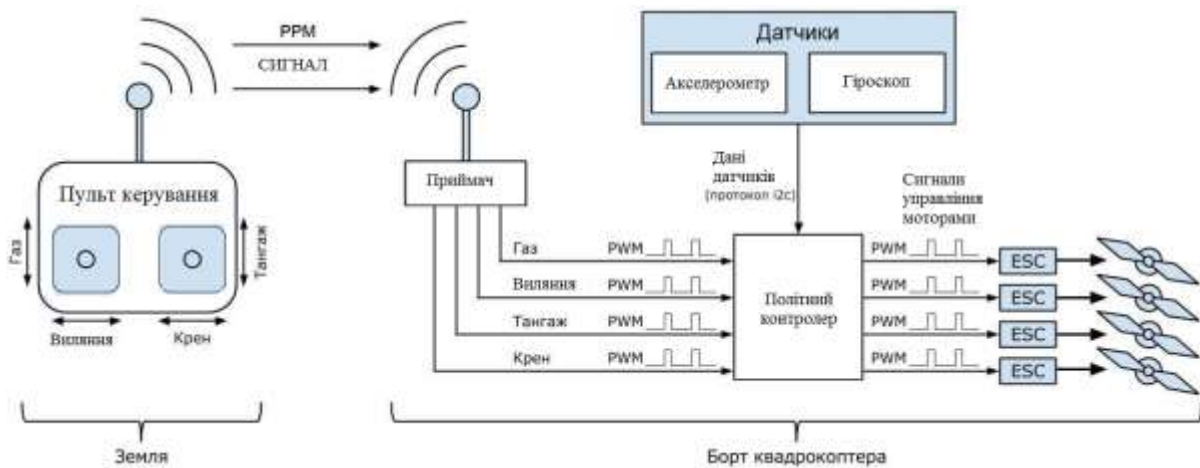 PPM
СИГНАЛ
Датчики
Акселерометр
Гіроскоп
Пульт керування
Газ
Тангаж
Виляння
Крен
Приймач
Дані
датчиків
(протокол i2c)
Сигнали
управління
моторами
Газ
PWM
PWM
ESC
Виляння
PWM
PWM
ESC
Тангаж
PWM
PWM
ESC
Крен
PWM
PWM
ESC
Політний
контролер
Земля
Борт квадрокоптера